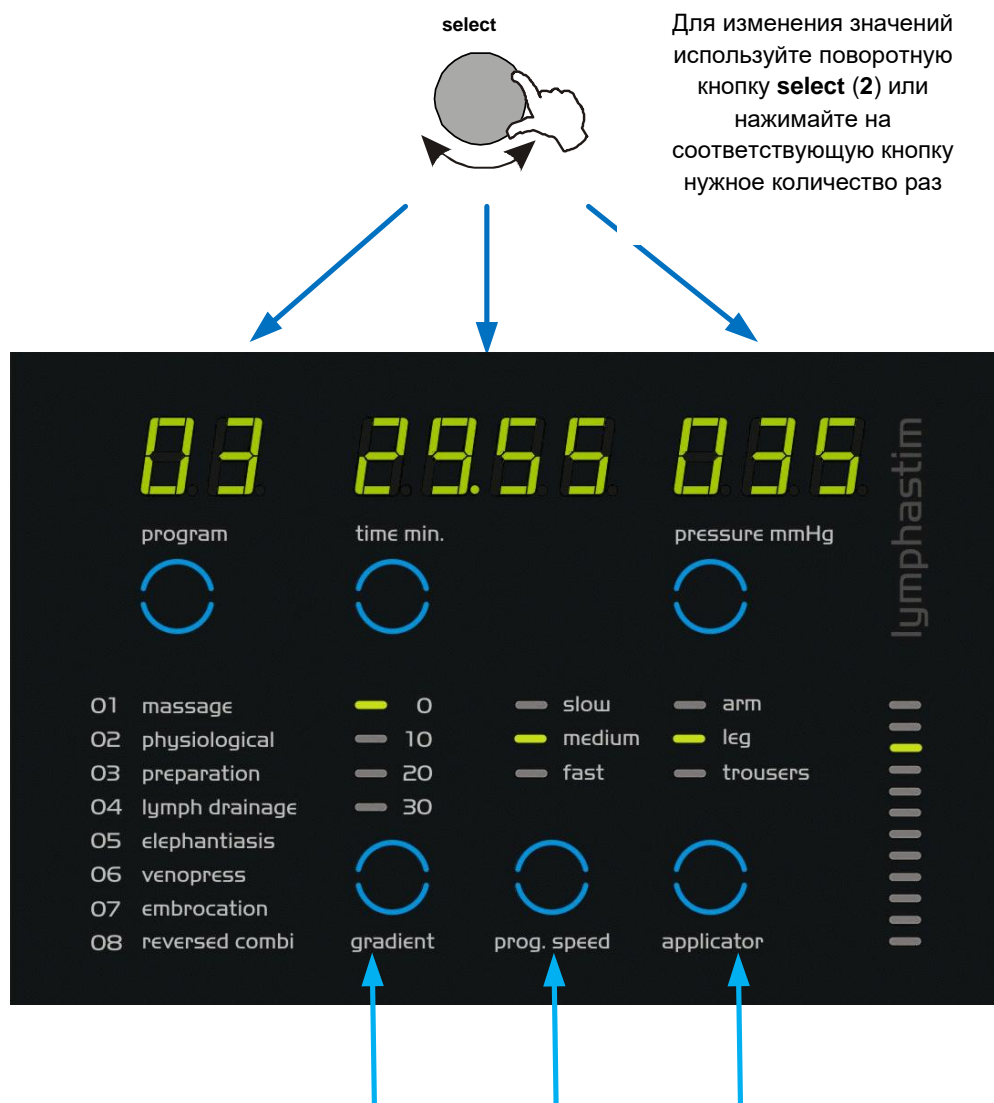 select
Для изменения значений
используйте поворотную
кнопку select (2) или
нажимайте на
соответствующую кнопку
нужное количество раз
03 29.55 035
program time min. pressure mmHg
lymphastim
01 massage 0 slow arm
02 physiological 10 medium leg
03 preparation 20 fast trousers
04 lymph drainage 30
05 elephantiasis
06 venopress
07 embrocation
08 reversed combi gradient prog. speed applicator